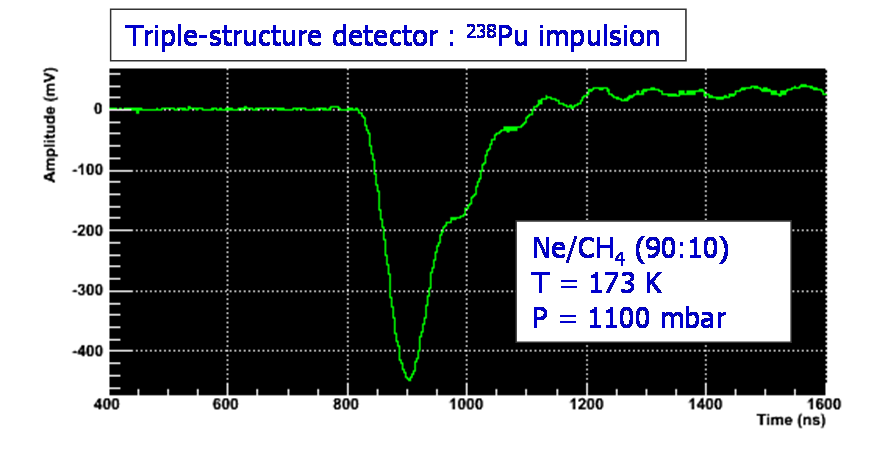 Triple-structure detector : ²³⁸Pu impulsion
Amplitude (mV)
0
-100
-200
-300
-400
Ne/CH₄ (90:10)
T = 173 K
P = 1100 mbar
400 600 800 1000 1200 1400 1600
Time (ns)